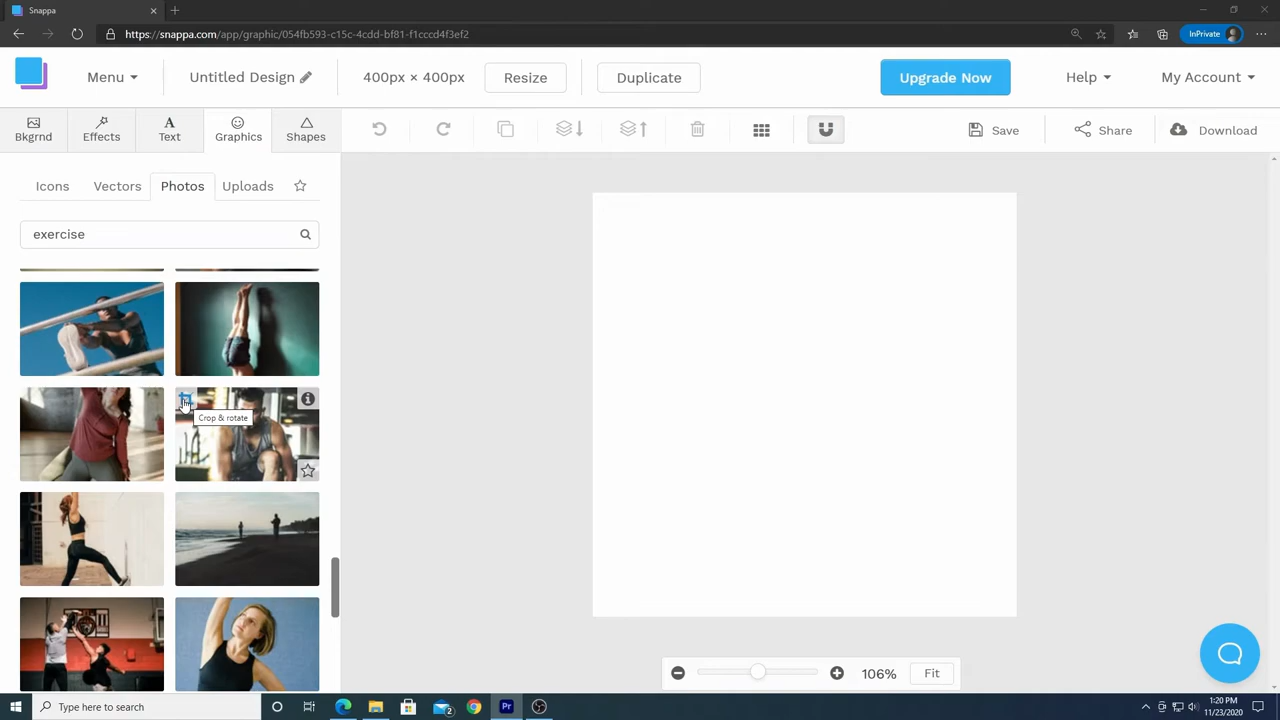 Snappa
https://snappa.com/app/graphic/054fb593-c15c-4cdd-bf81-f1cccd4f3ef2
InPrivate
Menu
Untitled Design
400px × 400px
Resize
Duplicate
Upgrade Now
Help
My Account
Bkgrnd
Effects
Text
Graphics
Shapes
Save
Share
Download
Icons
Vectors
Photos
Uploads
exercise
Crop & rotate
106%
Fit
Type here to search
1:20 PM
11/23/2020